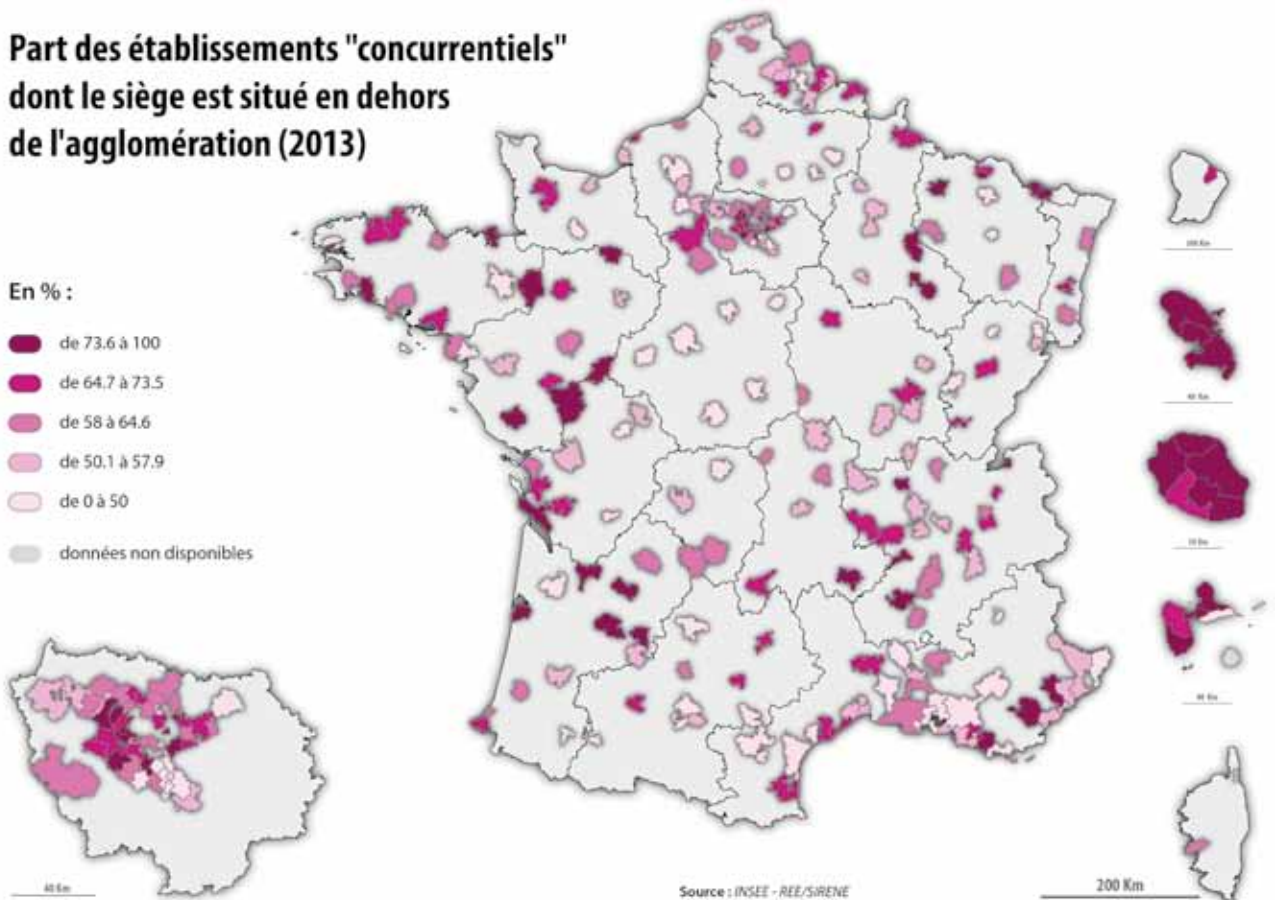 Part des établissements "concurrentiels"
dont le siège est situé en dehors
de l'agglomération (2013)
En % :
de 73.6 à 100
de 64.7 à 73.5
de 58 à 64.6
de 50.1 à 57.9
de 0 à 50
données non disponibles
40 Km
Source : INSEE - REE/SIRENE
200 Km